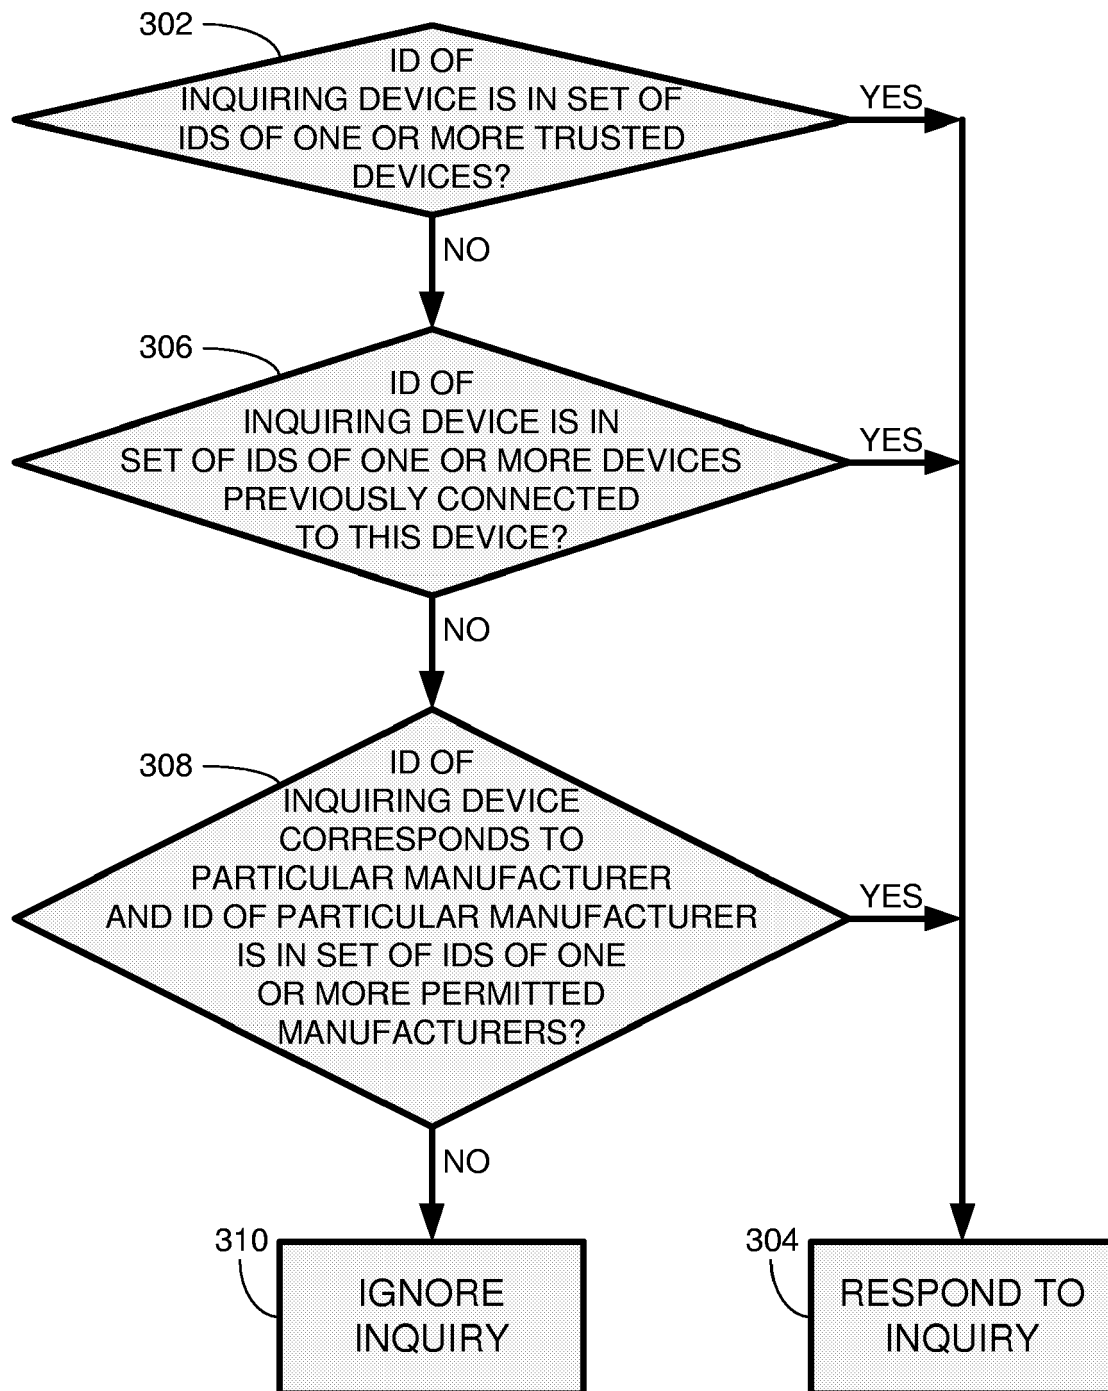 302
ID OF
INQUIRING DEVICE IS IN SET OF
IDS OF ONE OR MORE TRUSTED
DEVICES?
YES
NO
306
ID OF
INQUIRING DEVICE IS IN
SET OF IDS OF ONE OR MORE DEVICES
PREVIOUSLY CONNECTED
TO THIS DEVICE?
YES
NO
308
ID OF
INQUIRING DEVICE
CORRESPONDS TO
PARTICULAR MANUFACTURER
AND ID OF PARTICULAR MANUFACTURER
IS IN SET OF IDS OF ONE
OR MORE PERMITTED
MANUFACTURERS?
YES
NO
310
IGNORE
INQUIRY
304
RESPOND TO
INQUIRY